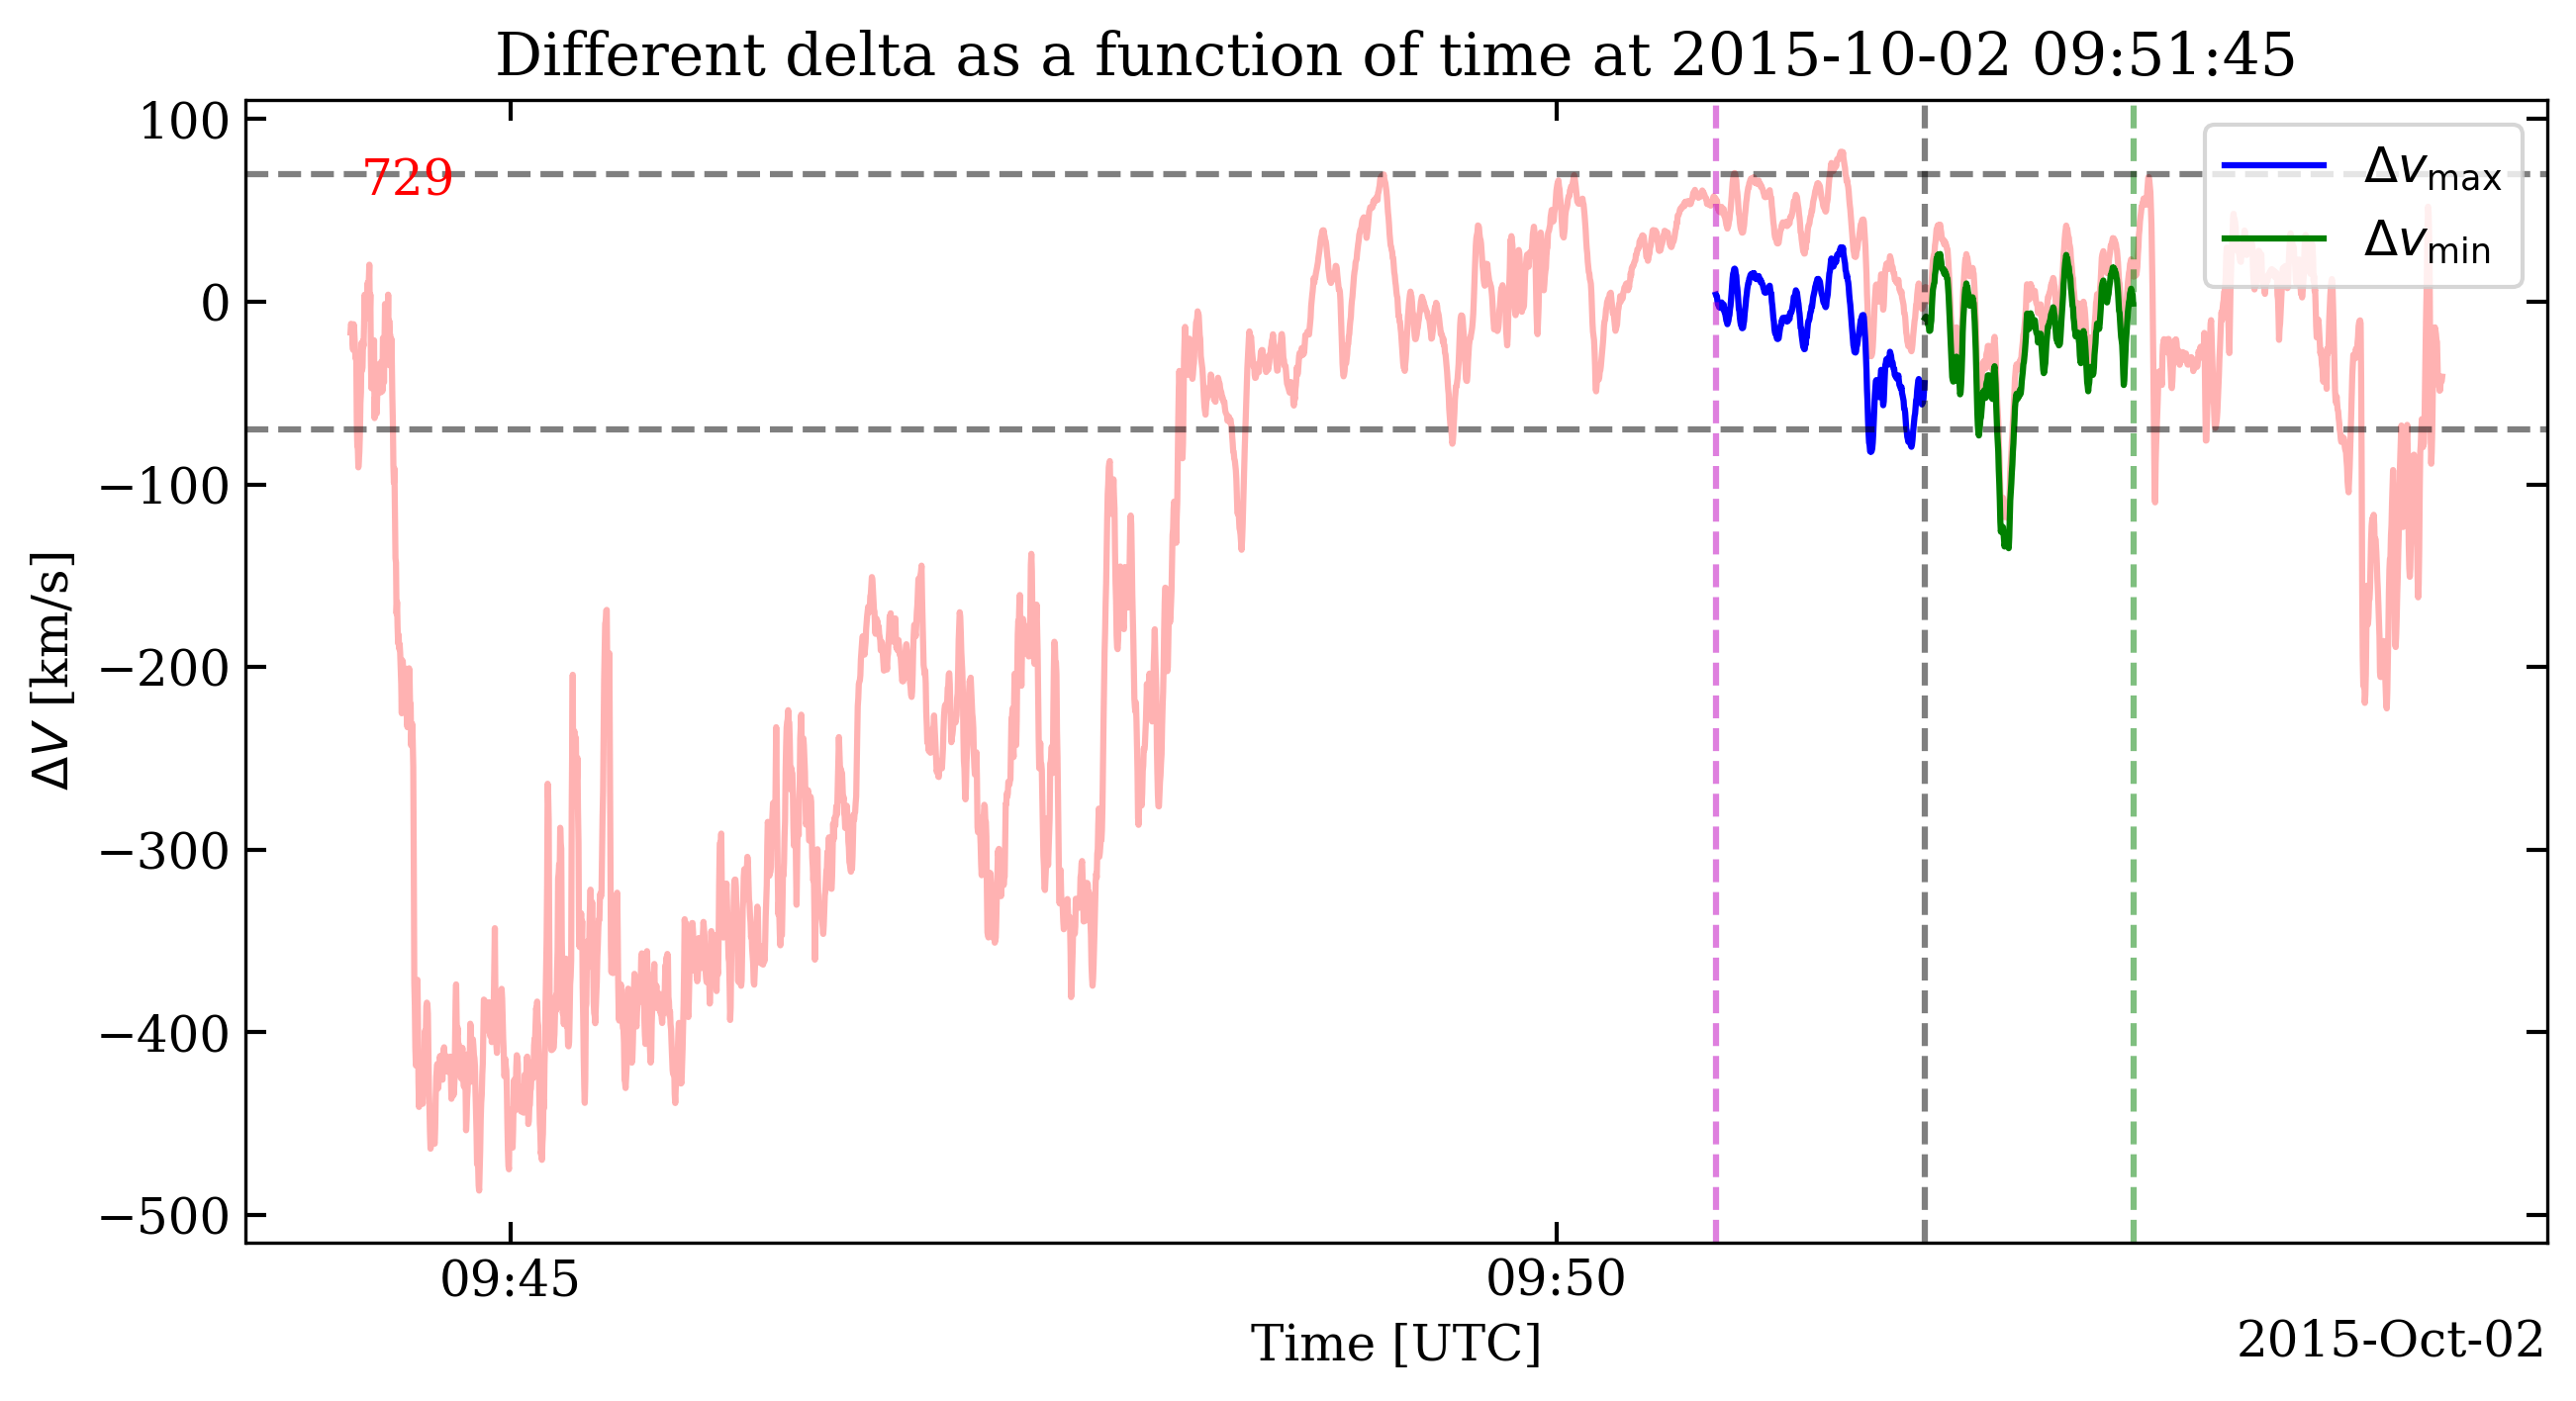 Different delta as a function of time at 2015-10-02 09:51:45
100
0
−100
−200
−300
−400
−500
ΔV [km/s]
729
Δv_max
Δv_min
09:45
09:50
Time [UTC]
2015-Oct-02